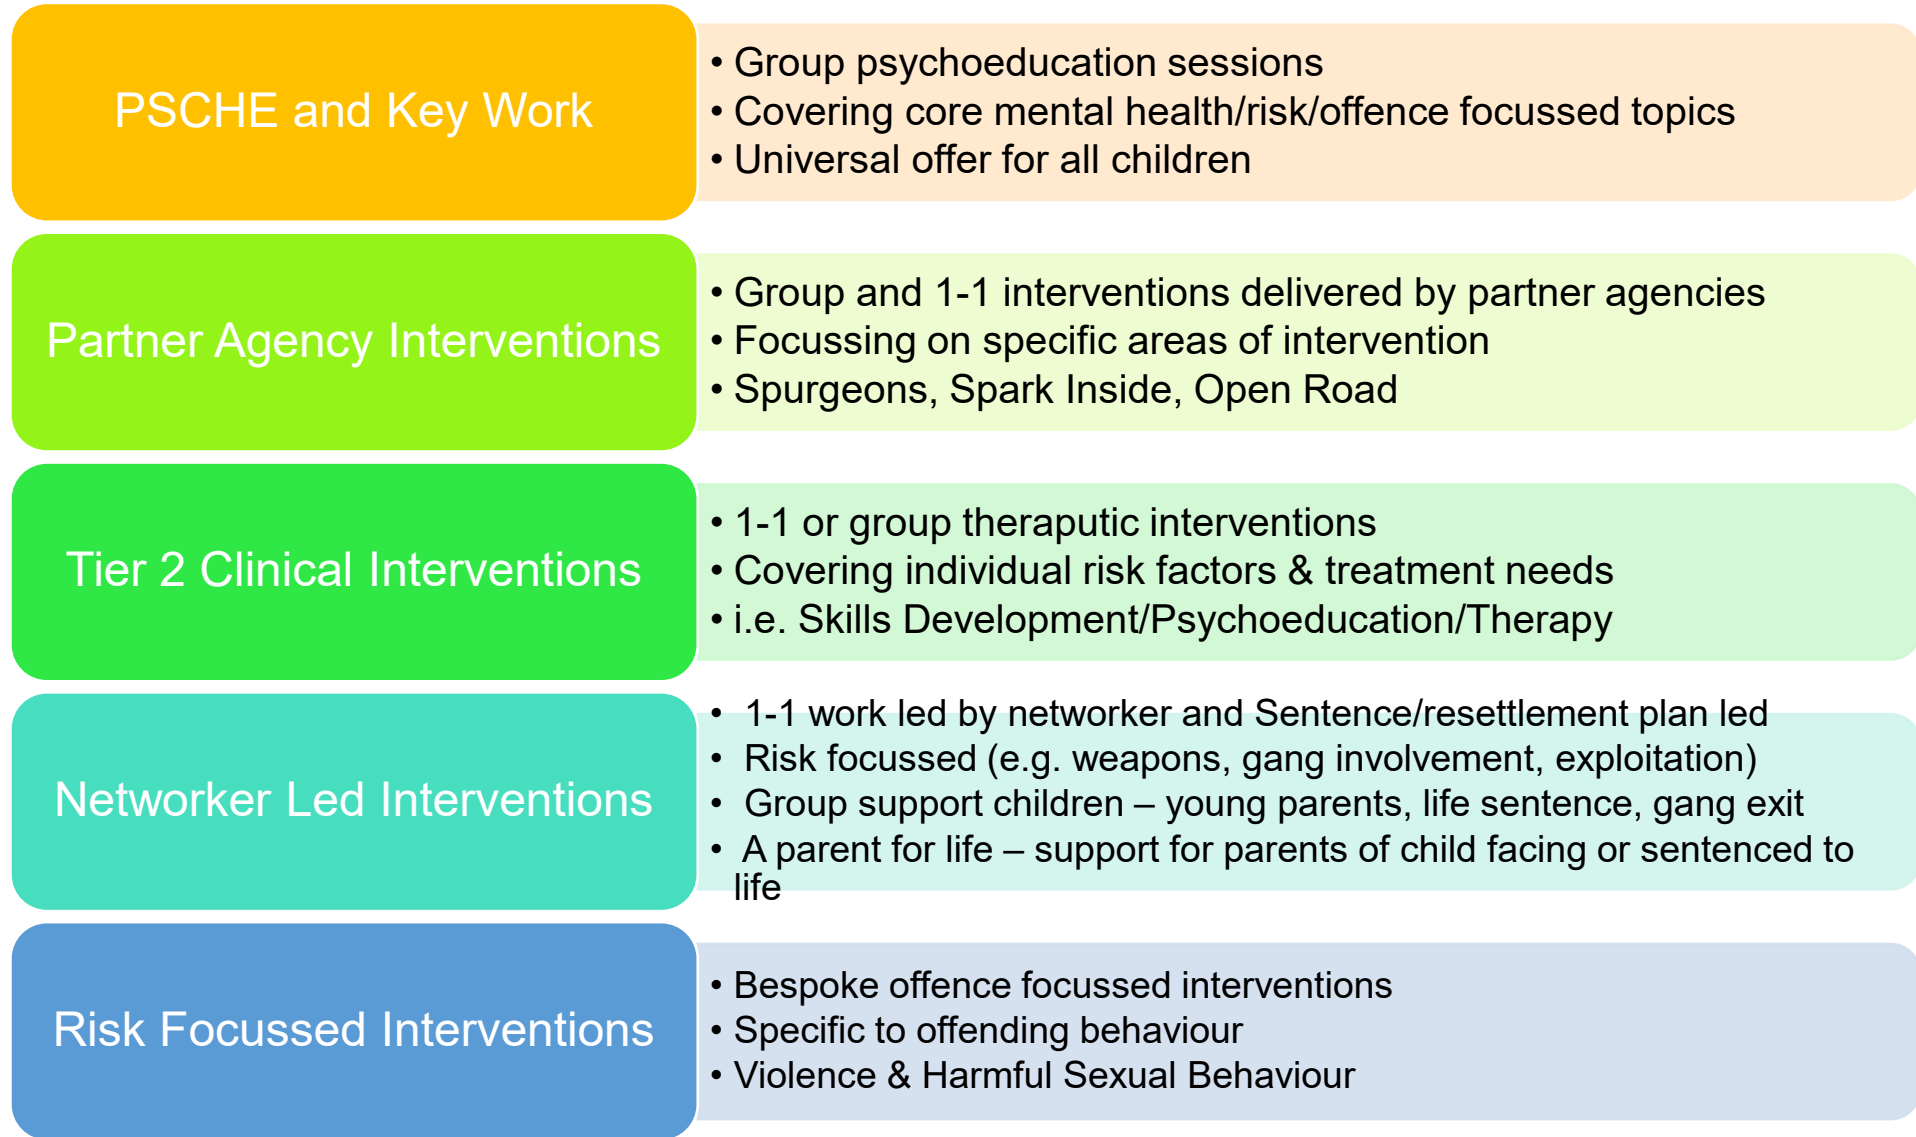 PSCHE and Key Work
• Group psychoeducation sessions
• Covering core mental health/risk/offence focussed topics
• Universal offer for all children
Partner Agency Interventions
• Group and 1-1 interventions delivered by partner agencies
• Focussing on specific areas of intervention
• Spurgeons, Spark Inside, Open Road
Tier 2 Clinical Interventions
• 1-1 or group theraputic interventions
• Covering individual risk factors & treatment needs
• i.e. Skills Development/Psychoeducation/Therapy
Networker Led Interventions
• 1-1 work led by networker and Sentence/resettlement plan led
• Risk focussed (e.g. weapons, gang involvement, exploitation)
• Group support children – young parents, life sentence, gang exit
• A parent for life – support for parents of child facing or sentenced to
life
Risk Focussed Interventions
• Bespoke offence focussed interventions
• Specific to offending behaviour
• Violence & Harmful Sexual Behaviour